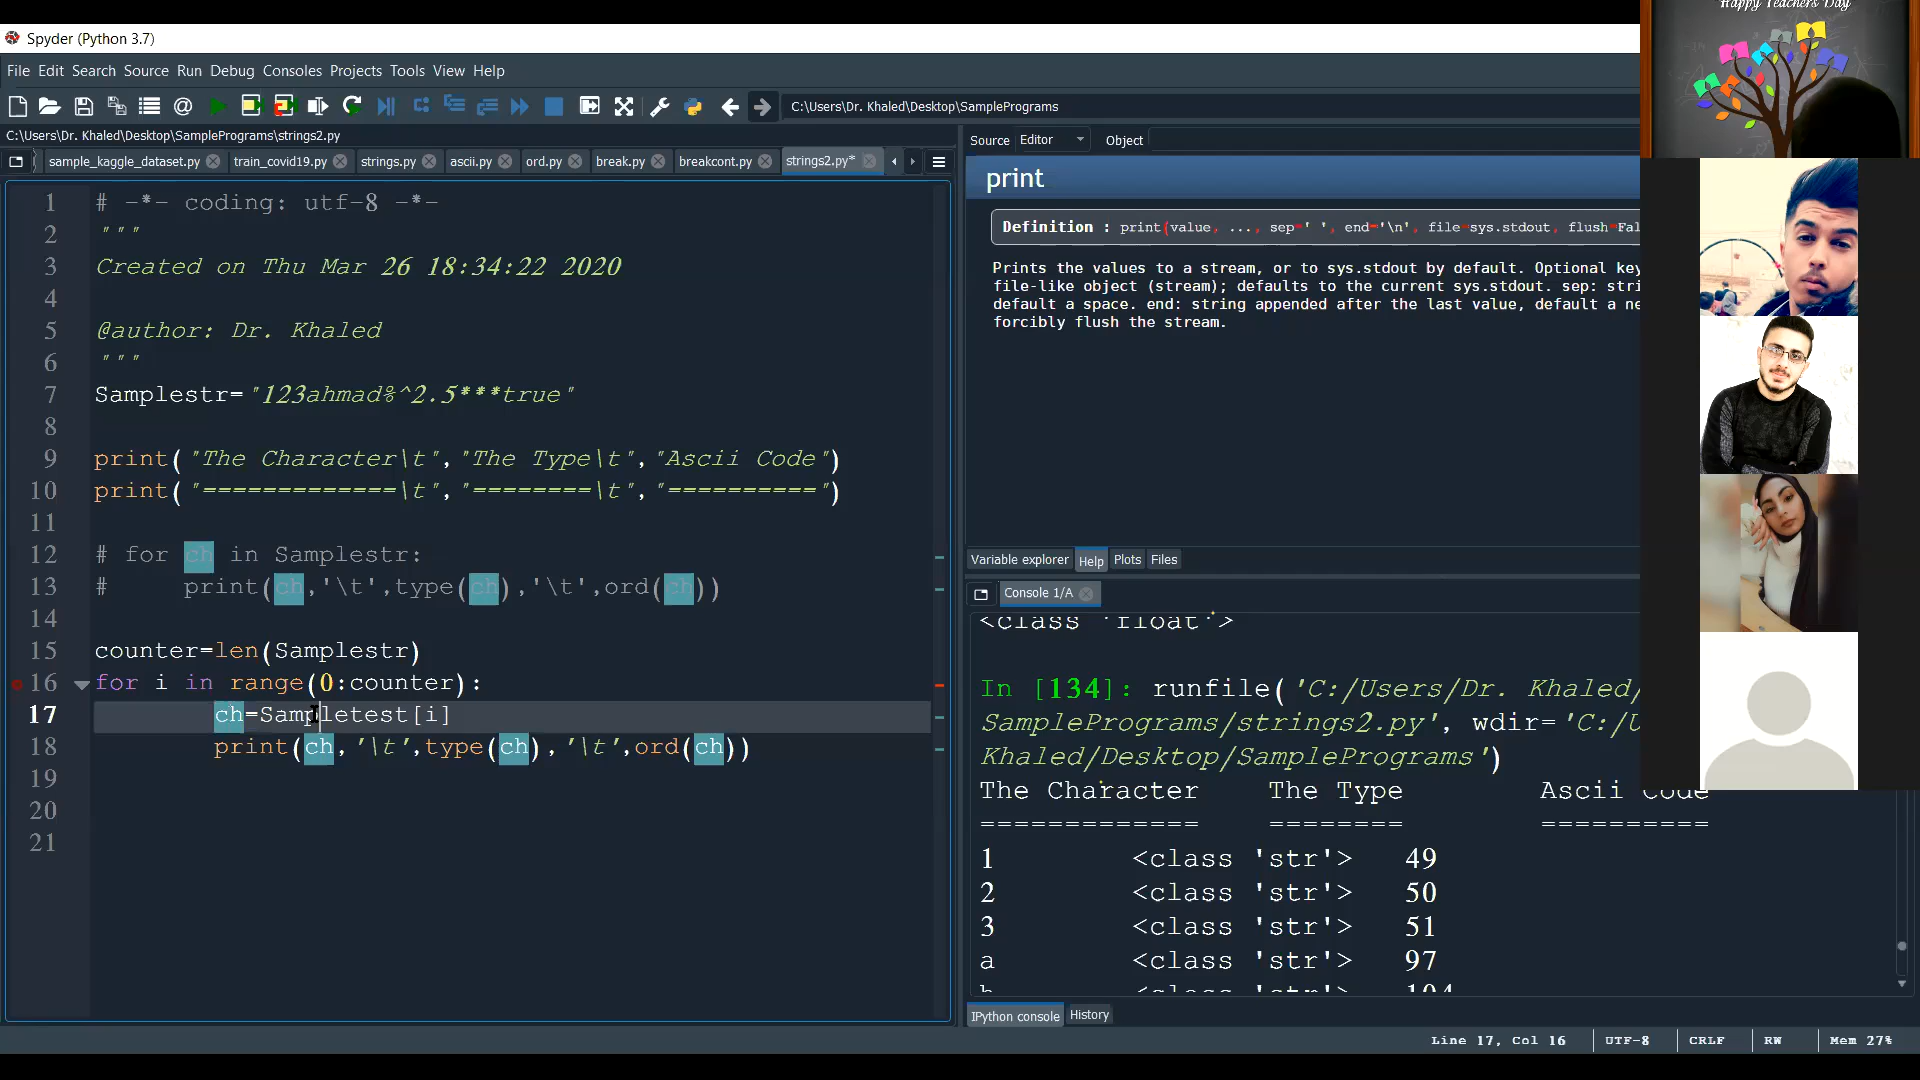 Happy Teachers Day
Spyder (Python 3.7)
File Edit Search Source Run Debug Consoles Projects Tools View Help
C:\Users\Dr. Khaled\Desktop\SamplePrograms
C:\Users\Dr. Khaled\Desktop\SamplePrograms\strings2.py
sample_kaggle_dataset.py train_covid19.py strings.py ascii.py ord.py break.py breakcont.py strings2.py*
1 # -*- coding: utf-8 -*-
2 """
3 Created on Thu Mar 26 18:34:22 2020
4
5 @author: Dr. Khaled
6 """
7 Samplestr="123ahmad%^2.5***true"
8
9 print("The Character\t","The Type\t","Ascii Code")
10 print("=============\t","========\t","==========")
11
12 # for ch in Samplestr:
13 #     print(ch,'\t',type(ch),'\t',ord(ch))
14
15 counter=len(Samplestr)
16 for i in range(0:counter):
17         ch=Sampletest[i]
18         print(ch,'\t',type(ch),'\t',ord(ch))
19
20
21
Source Editor Object
print
Definition : print(value, ..., sep=' ', end='\n', file=sys.stdout, flush=Fal
Prints the values to a stream, or to sys.stdout by default. Optional key
file-like object (stream); defaults to the current sys.stdout. sep: stri
default a space. end: string appended after the last value, default a ne
forcibly flush the stream.
Variable explorer Help Plots Files
Console 1/A
<class 'float'>
In [134]: runfile('C:/Users/Dr. Khaled/
SamplePrograms/strings2.py', wdir='C:/U
Khaled/Desktop/SamplePrograms')
The Character The Type Ascii Code
============= ======== ==========
1 <class 'str'> 49
2 <class 'str'> 50
3 <class 'str'> 51
a <class 'str'> 97
h <class 'str'> 104
IPython console History
Line 17, Col 16 UTF-8 CRLF RW Mem 27%